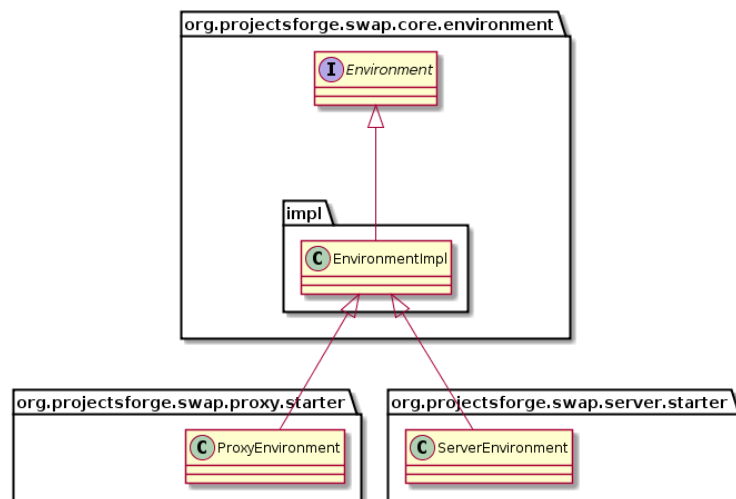 org.projectsforge.swap.core.environment
I Environment
impl
C EnvironmentImpl
org.projectsforge.swap.proxy.starter
org.projectsforge.swap.server.starter
C ProxyEnvironment
C ServerEnvironment